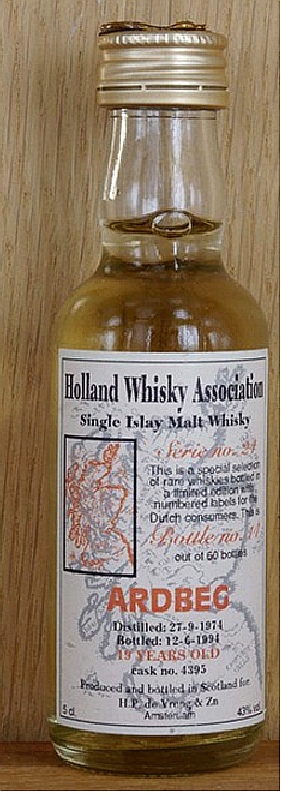 Holland Whisky Association
Single Islay Malt Whisky
Serie no. 24
This is a special selection
of rare whiskies bottled in
a limited edition with
numbered labels for the
Dutch consumers. This is
Bottle no. 14
out of 60 bottles
ARDBEG
Distilled: 27-9-1974
Bottled: 12-6-1994
19 YEARS OLD
cask no. 4395
Produced and bottled in Scotland for:
H.P. de Vreng & Zn
Amsterdam
5 cl
43% vol